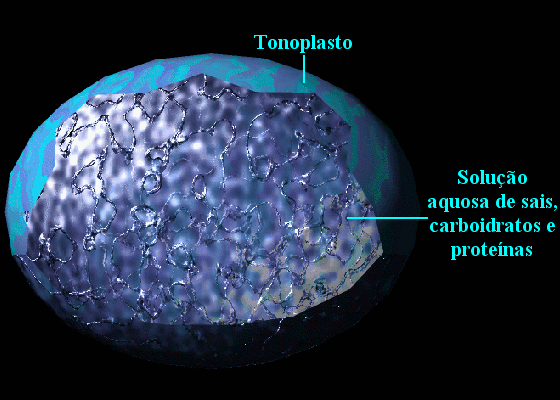 Tonoplasto
Solução
aquosa de sais,
carboidratos e
proteínas